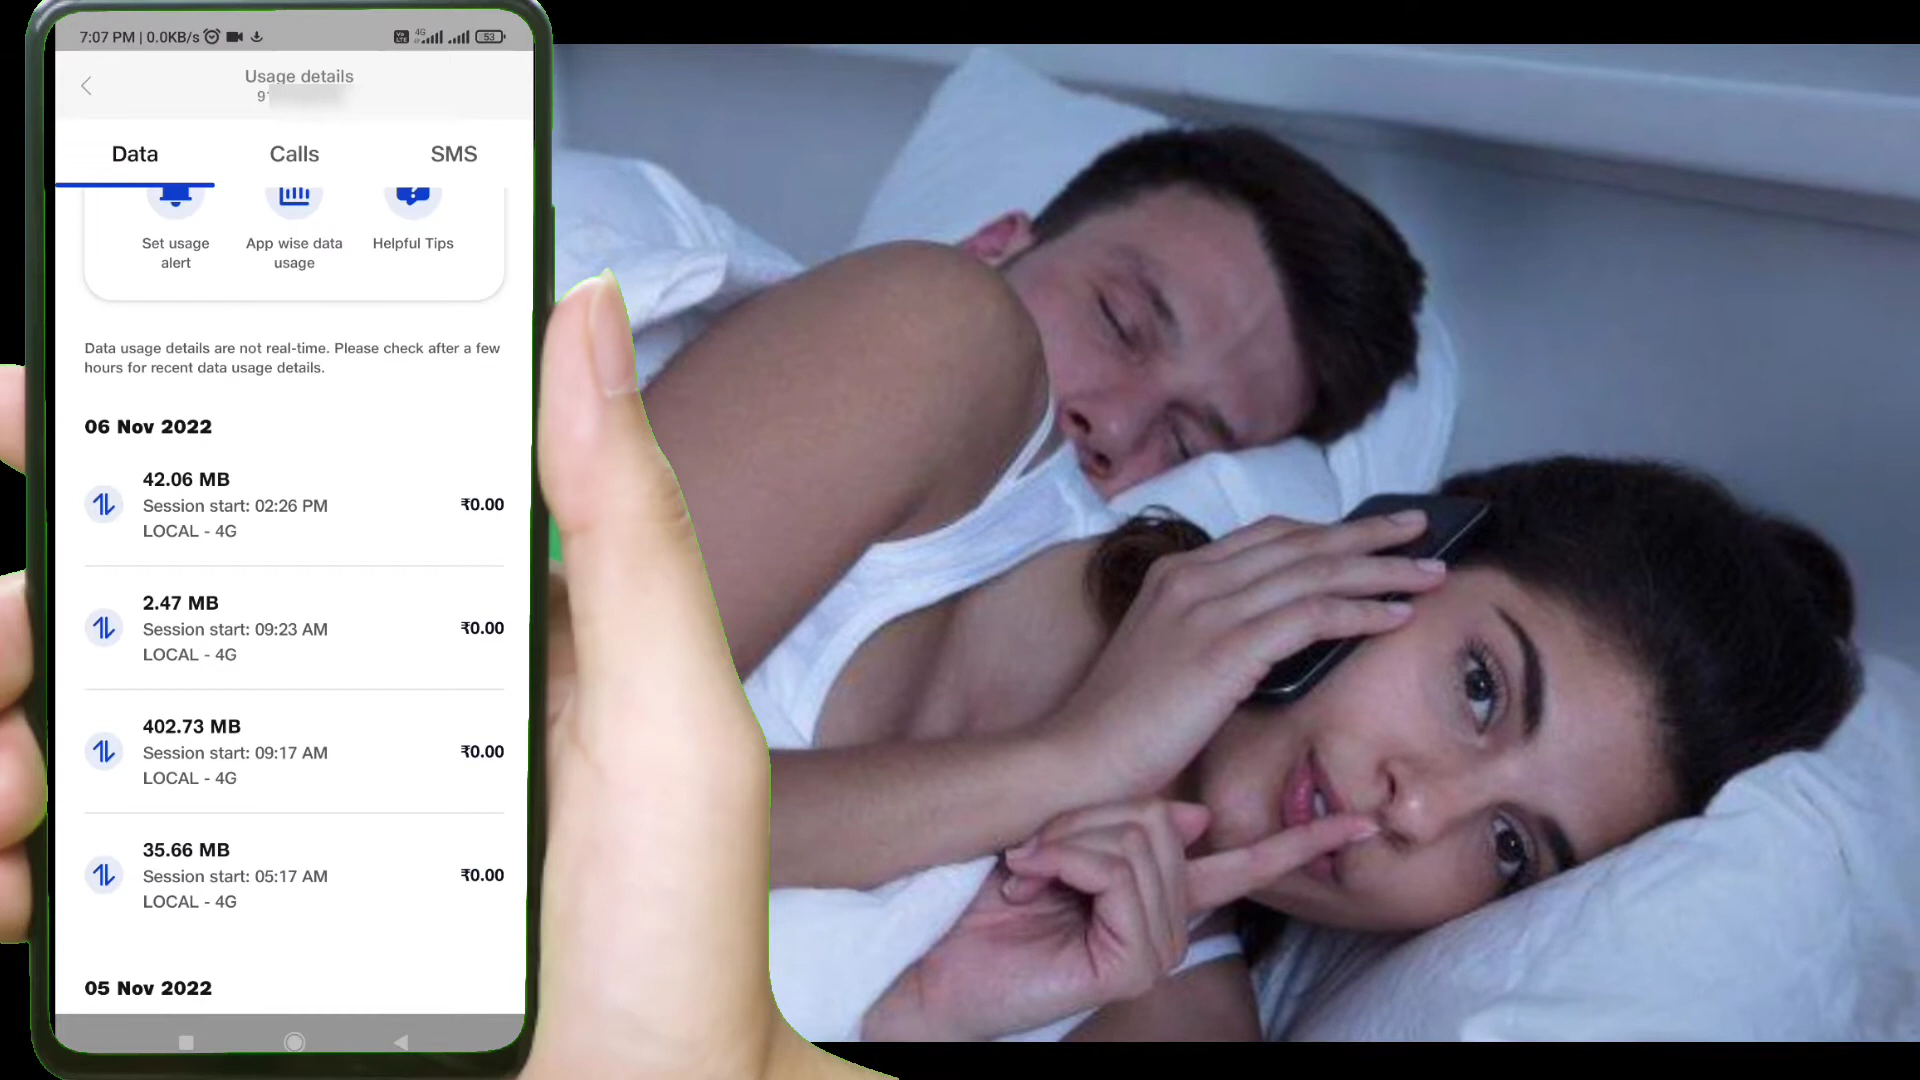 7:07 PM | 0.0KB/s
4G
53
Usage details
9
Data
Calls
SMS
Set usage
alert
App wise data
usage
Helpful Tips
Data usage details are not real-time. Please check after a few
hours for recent data usage details.
06 Nov 2022
42.06 MB
Session start: 02:26 PM
LOCAL - 4G
₹0.00
2.47 MB
Session start: 09:23 AM
LOCAL - 4G
₹0.00
402.73 MB
Session start: 09:17 AM
LOCAL - 4G
₹0.00
35.66 MB
Session start: 05:17 AM
LOCAL - 4G
₹0.00
05 Nov 2022